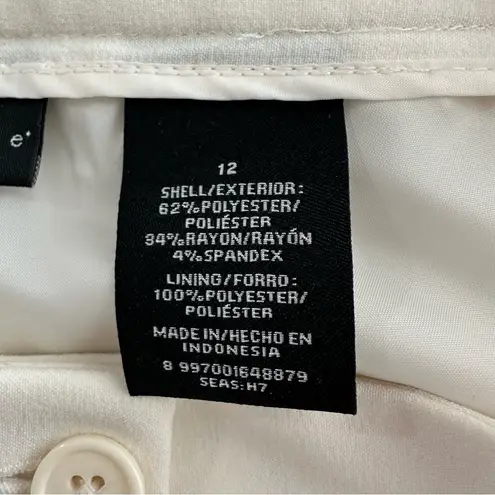 e•
12
SHELL/EXTERIOR:
62%POLYESTER/
POLIÉSTER
34%RAYON/RAYÓN
4%SPANDEX
LINING/FORRO:
100%POLYESTER/
POLIÉSTER
MADE IN/HECHO EN
INDONESIA
8 997001648879
SEAS:H7